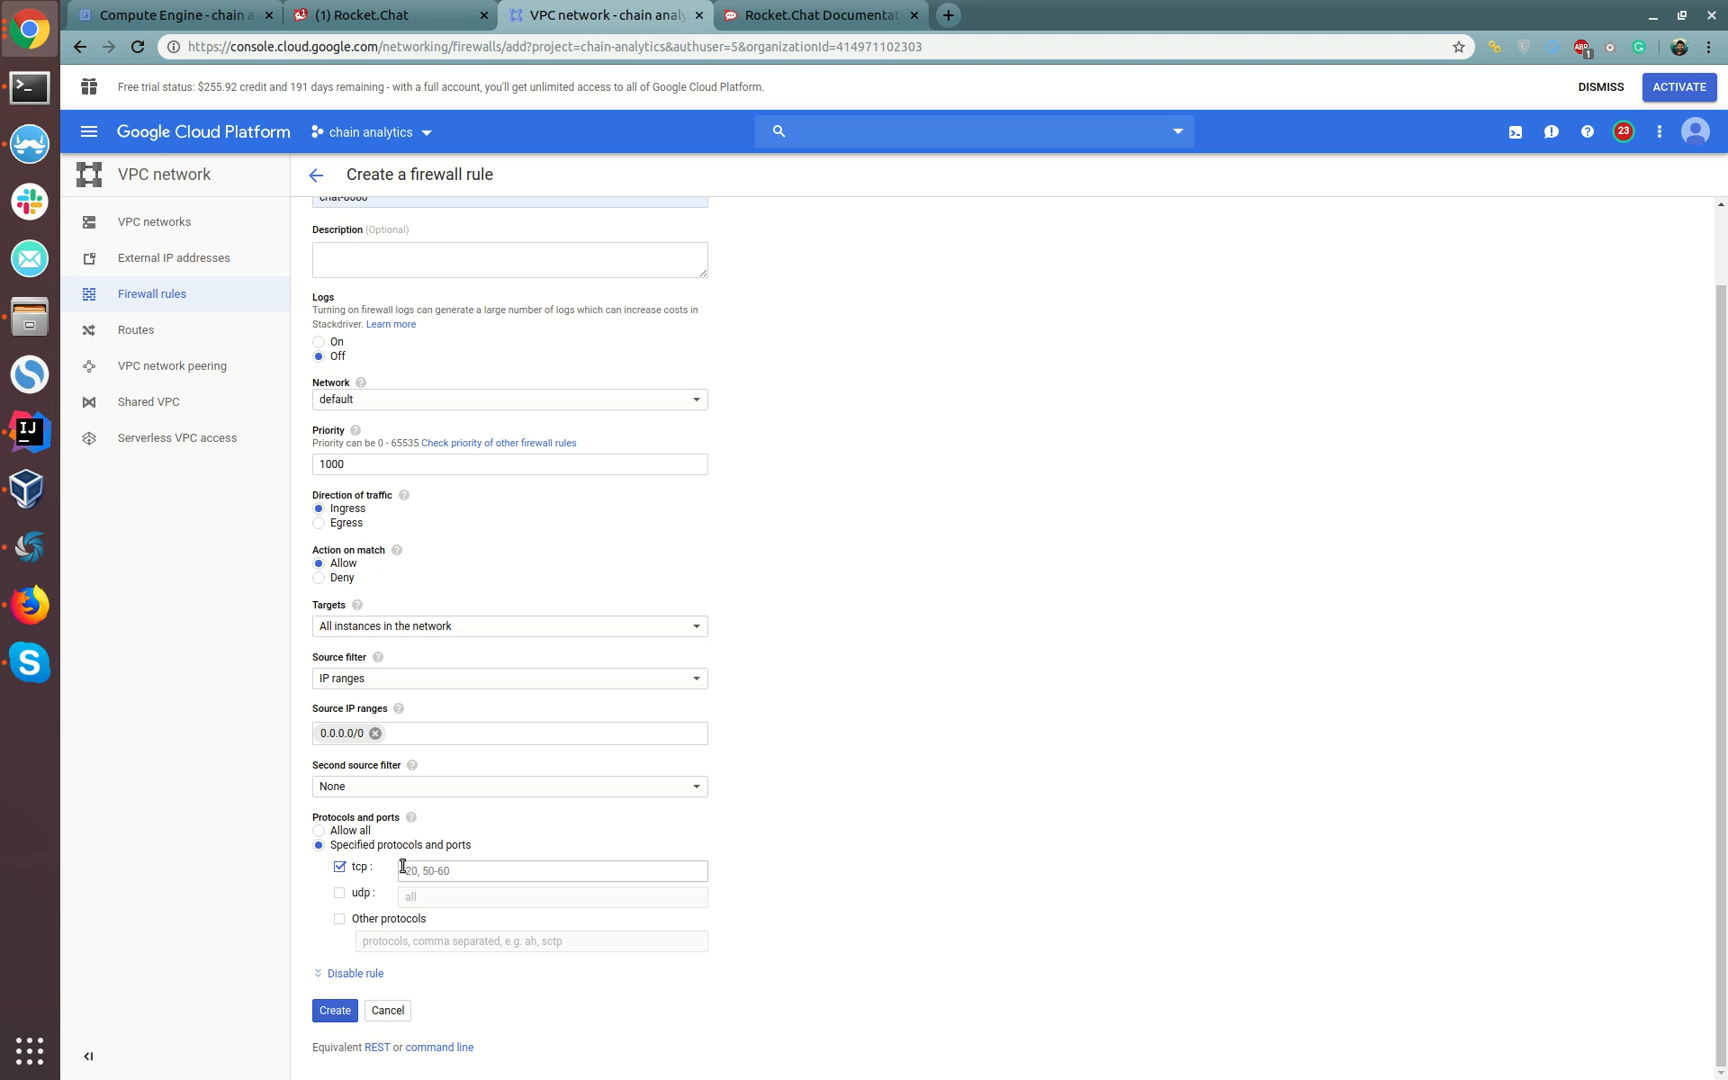 Compute Engine - chain a
(1) Rocket.Chat
VPC network - chain analy
Rocket.Chat Documentat
https://console.cloud.google.com/networking/firewalls/add?project=chain-analytics&authuser=5&organizationId=414971102303
ABP
1
Free trial status: $255.92 credit and 191 days remaining - with a full account, you'll get unlimited access to all of Google Cloud Platform.
DISMISS
ACTIVATE
Google Cloud Platform
chain analytics
23
VPC network
Create a firewall rule
VPC networks
External IP addresses
Firewall rules
Routes
VPC network peering
Shared VPC
Serverless VPC access
chat-8080
Description (Optional)
Logs
Turning on firewall logs can generate a large number of logs which can increase costs in
Stackdriver. Learn more
On
Off
Network
default
Priority
Priority can be 0 - 65535 Check priority of other firewall rules
1000
Direction of traffic
Ingress
Egress
Action on match
Allow
Deny
Targets
All instances in the network
Source filter
IP ranges
Source IP ranges
0.0.0.0/0
Second source filter
None
Protocols and ports
Allow all
Specified protocols and ports
tcp :
20, 50-60
udp :
all
Other protocols
protocols, comma separated, e.g. ah, sctp
Disable rule
Create
Cancel
Equivalent REST or command line
IJ
S